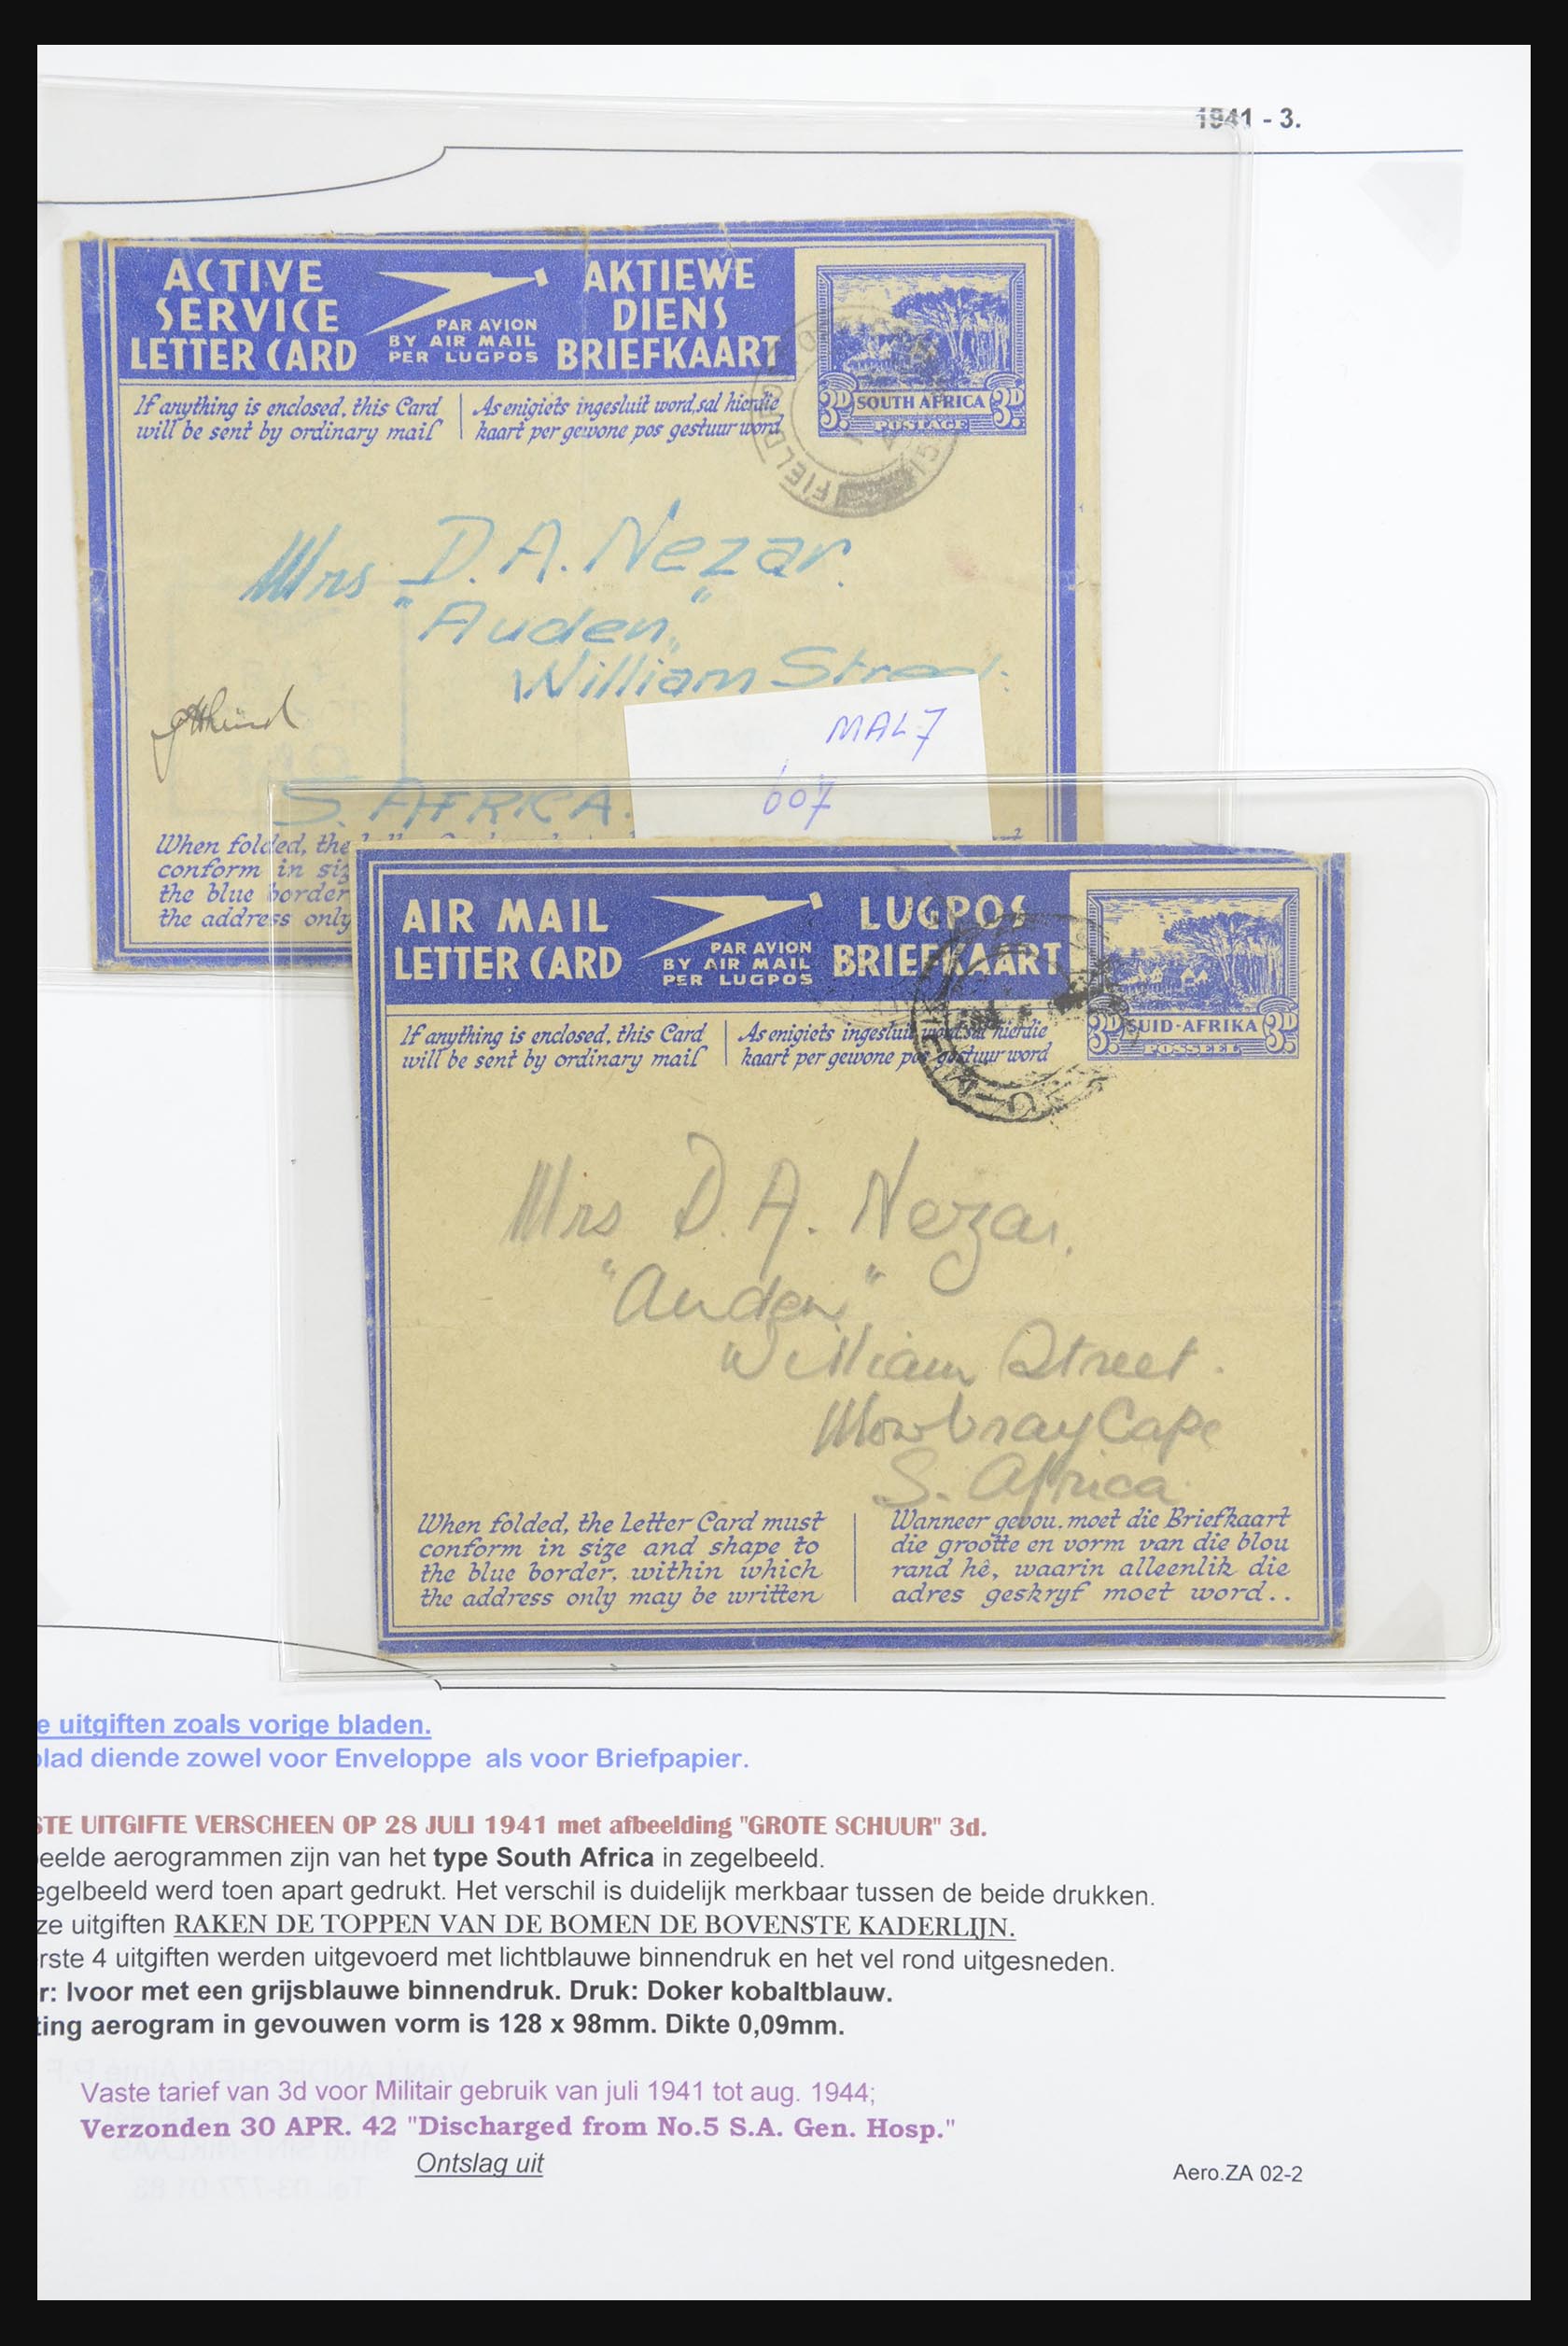 1941 - 3.
ACTIVE
SERVICE
LETTER CARD
PAR AVION
BY AIR MAIL
PER LUGPOS
AKTIEWE
DIENS
BRIEFKAART
3D SOUTH AFRICA 3D
POSTAGE
If anything is enclosed, this Card
will be sent by ordinary mail
As enigiets ingesluit word, sal hierdie
kaart per gewone pos gestuur word
FIELD
Mrs D.A. Nezar.
"Auden"
William Street.
S. AFRICA.
MAL7
607
When folded, the
conform in siz
the blue border
the address only
AIR MAIL
LETTER CARD
PAR AVION
BY AIR MAIL
PER LUGPOS
LUGPOS
BRIEFKAART
3D SUID-AFRIKA 3D
POSSEEL
If anything is enclosed, this Card
will be sent by ordinary mail
As enigiets ingesluit word, sal hierdie
kaart per gewone pos gestuur word
Mrs D.A. Nezar.
"Auden"
William Street.
Mowbray Cape
S. Africa.
When folded, the Letter Card must
conform in size and shape to
the blue border, within which
the address only may be written
Wanneer gevou, moet die Briefkaart
die grootte en vorm van die blou
rand hê, waarin alleenlik die
adres geskryf moet word..
e uitgiften zoals vorige bladen.
blad diende zowel voor Enveloppe als voor Briefpapier.
STE UITGIFTE VERSCHEEN OP 28 JULI 1941 met afbeelding "GROTE SCHUUR" 3d.
eelde aerogrammen zijn van het type South Africa in zegelbeeld.
egelbeeld werd toen apart gedrukt. Het verschil is duidelijk merkbaar tussen de beide drukken.
ze uitgiften RAKEN DE TOPPEN VAN DE BOMEN DE BOVENSTE KADERLIJN.
rste 4 uitgiften werden uitgevoerd met lichtblauwe binnendruk en het vel rond uitgesneden.
r: Ivoor met een grijsblauwe binnendruk. Druk: Doker kobaltblauw.
ting aerogram in gevouwen vorm is 128 x 98mm. Dikte 0,09mm.
Vaste tarief van 3d voor Militair gebruik van juli 1941 tot aug. 1944;
Verzonden 30 APR. 42 "Discharged from No.5 S.A. Gen. Hosp."
Ontslag uit
Aero.ZA 02-2